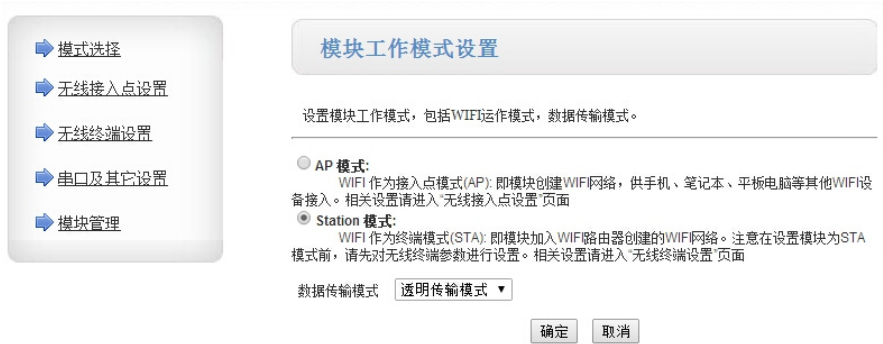 模式选择
无线接入点设置
无线终端设置
串口及其它设置
模块管理
模块工作模式设置
设置模块工作模式，包括WIFI运作模式，数据传输模式。
AP 模式:
WIFI 作为接入点模式(AP): 即模块创建WIFI网络，供手机、笔记本、平板电脑等其他WIFI设
备接入。相关设置请进入“无线接入点设置”页面
Station 模式:
WIFI 作为终端模式(STA): 即模块加入WIFI路由器创建的WIFI网络。注意在设置模块为STA
模式前，请先对无线终端参数进行设置。相关设置请进入“无线终端设置”页面
数据传输模式 透明传输模式
确定 取消